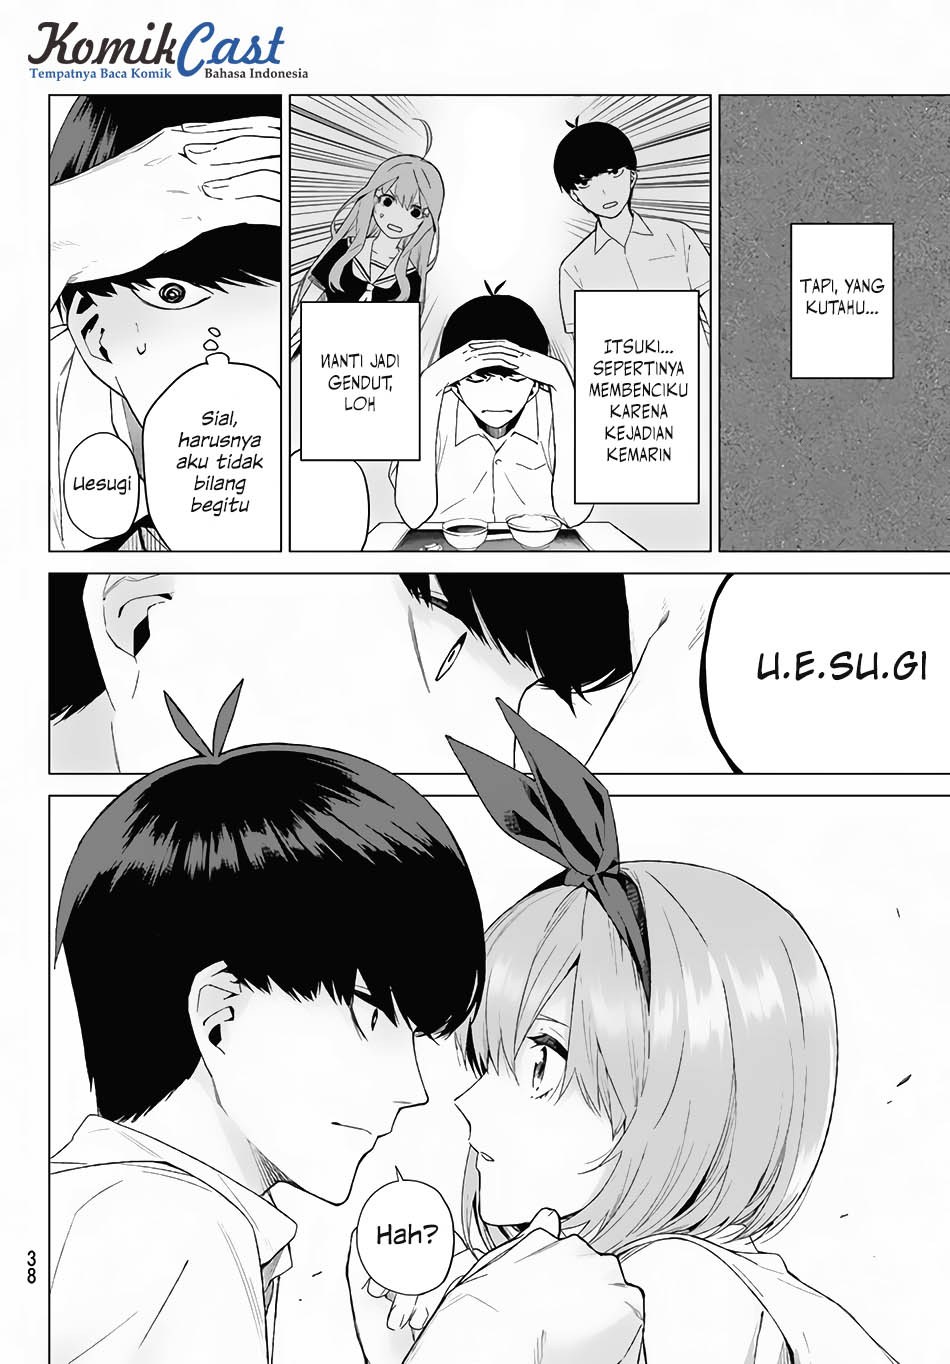 KomikCast
Tempatnya Baca Komik Bahasa Indonesia
TAPI, YANG
KUTAHU...
ITSUKI...
SEPERTINYA
MEMBENCIKU
KARENA
KEJADIAN
KEMARIN
NANTI JADI
GENDUT,
LOH
Sial,
harusnya
aku tidak
bilang
begitu
Uesugi
U.E.SU.GI
Hah?
38